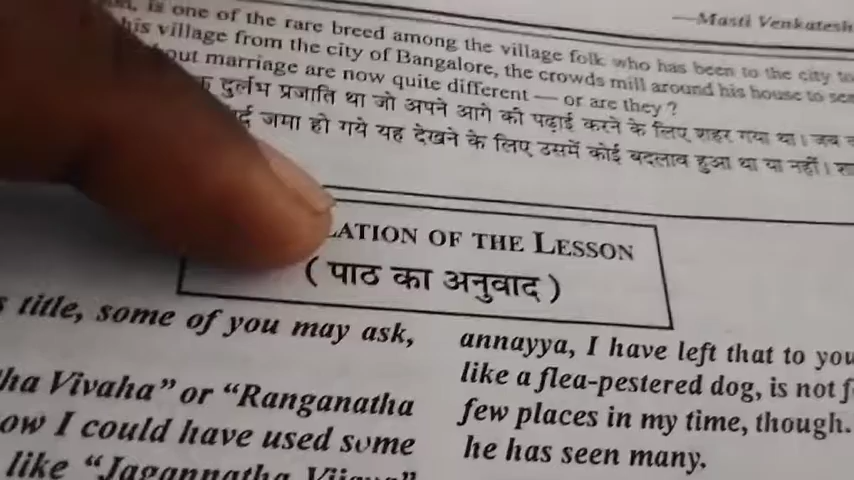 —Masti Venkatesh
is one of the rare breed among the village folk who has been to the city to
his village from the city of Bangalore, the crowds mill around his house to see
out marriage are now quite different — or are they ?
दुर्लभ प्रजाति था जो अपने आगे की पढ़ाई करने के लिए शहर गया था। जब
जमा हो गये यह देखने के लिए उसमें कोई बदलाव हुआ था या नहीं।
LATION OF THE LESSON
( पाठ का अनुवाद )
s title, some of you may ask,
ha Vivaha" or "Ranganatha
ow I could have used some
like "Jagannatha Vijaya"
annayya, I have left that to you
like a flea-pestered dog, is not f
few places in my time, though.
he has seen many.